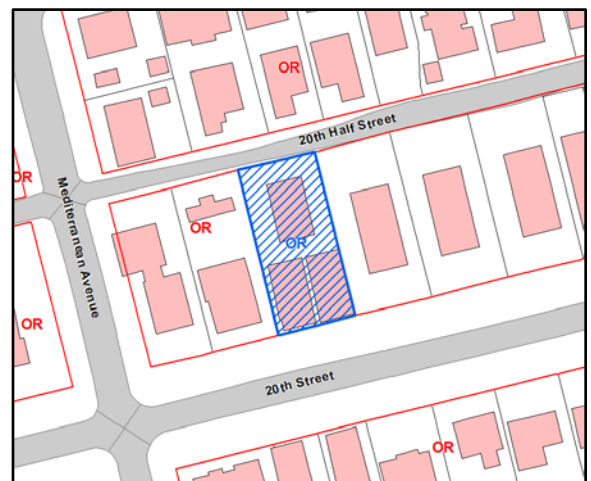 OR
20th Half Street
OR
Mediterranean Avenue
OR
OR
OR
20th Street
OR